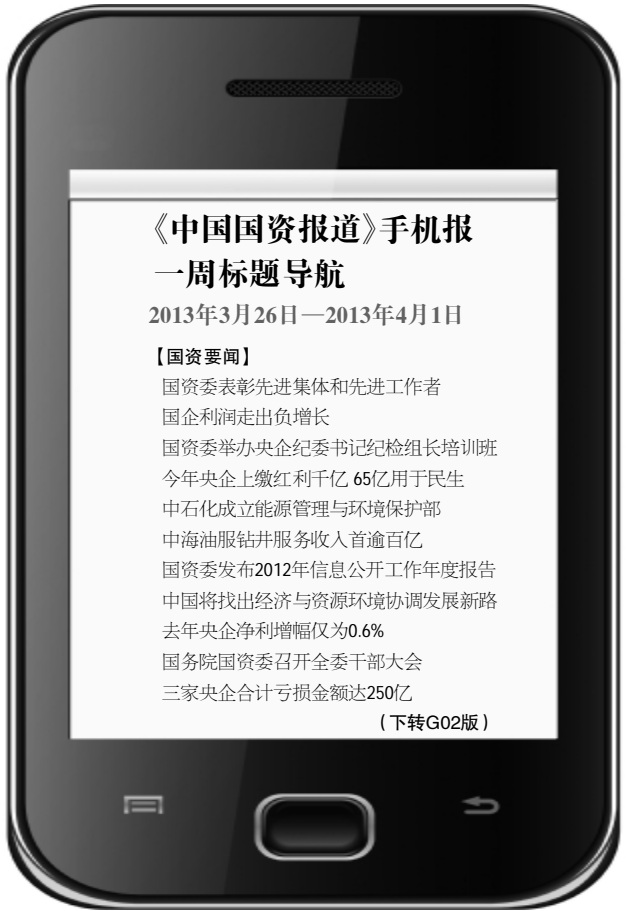 《中国国资报道》手机报
一周标题导航
2013年3月26日—2013年4月1日
【国资要闻】
国资委表彰先进集体和先进工作者
国企利润走出负增长
国资委举办央企纪委书记纪检组长培训班
今年央企上缴红利千亿 65亿用于民生
中石化成立能源管理与环境保护部
中海油服钻井服务收入首逾百亿
国资委发布2012年信息公开工作年度报告
中国将找出经济与资源环境协调发展新路
去年央企净利增幅仅为0.6%
国务院国资委召开全委干部大会
三家央企合计亏损金额达250亿
（下转G02版）